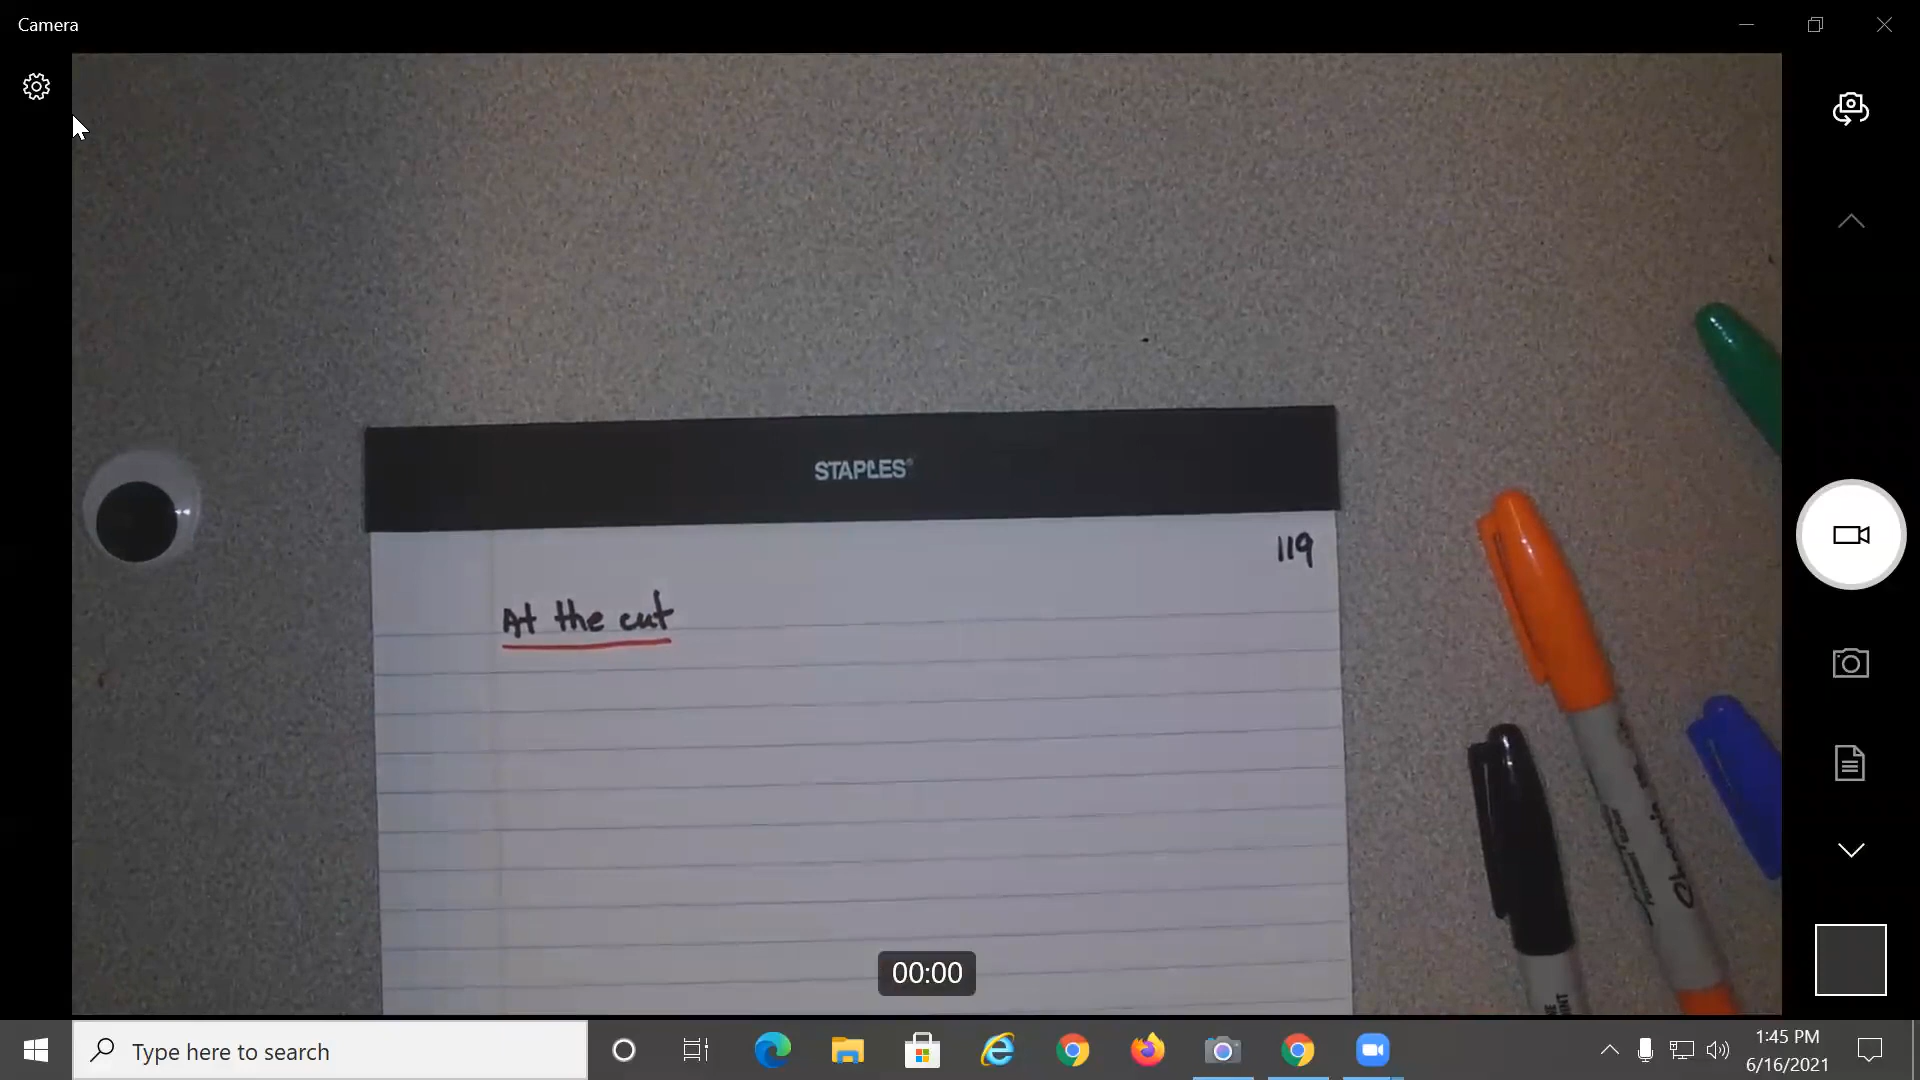 Camera
STAPLES®
119
At the cut
00:00
Type here to search
1:45 PM
6/16/2021